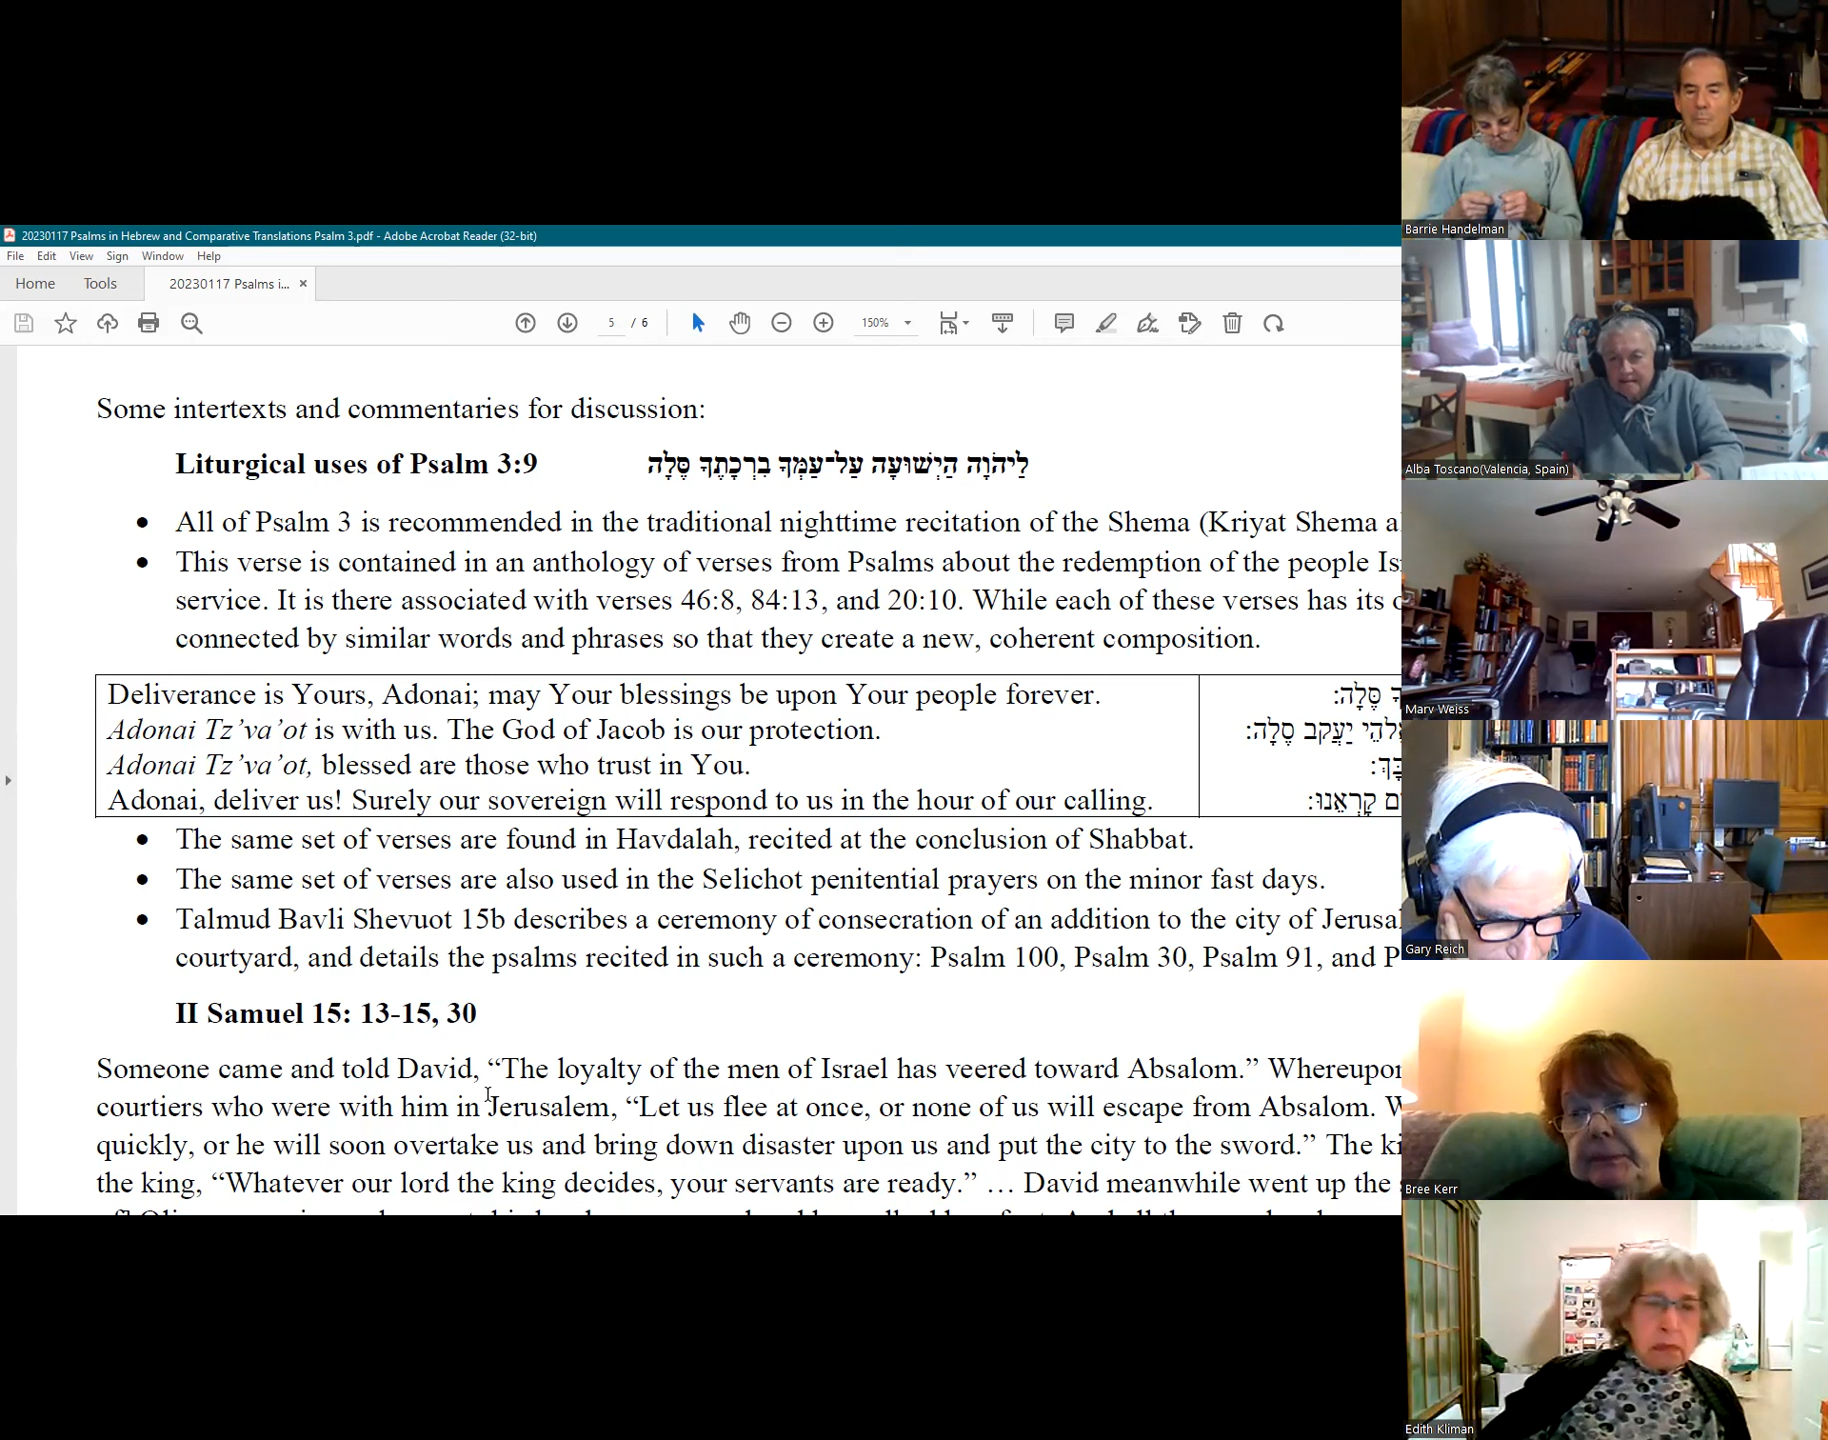 20230117 Psalms in Hebrew and Comparative Translations Psalm 3.pdf - Adobe Acrobat Reader (32-bit)
File Edit View Sign Window Help
Home Tools 20230117 Psalms i... ×
5 / 6 150%
Some intertexts and commentaries for discussion:
Liturgical uses of Psalm 3:9 לַיהֹוָה הַיְשׁוּעָה עַל־עַמְּךָ בִרְכָתֶךָ סֶּלָה
• All of Psalm 3 is recommended in the traditional nighttime recitation of the Shema (Kriyat Shema a
• This verse is contained in an anthology of verses from Psalms about the redemption of the people Is
service. It is there associated with verses 46:8, 84:13, and 20:10. While each of these verses has its
connected by similar words and phrases so that they create a new, coherent composition.
Deliverance is Yours, Adonai; may Your blessings be upon Your people forever. סֶּלָה:
Adonai Tz’va’ot is with us. The God of Jacob is our protection. יַעֲקֹב סֶלָה:
Adonai Tz’va’ot, blessed are those who trust in You.
Adonai, deliver us! Surely our sovereign will respond to us in the hour of our calling. קָרְאֵנוּ:
• The same set of verses are found in Havdalah, recited at the conclusion of Shabbat.
• The same set of verses are also used in the Selichot penitential prayers on the minor fast days.
• Talmud Bavli Shevuot 15b describes a ceremony of consecration of an addition to the city of Jerusa
courtyard, and details the psalms recited in such a ceremony: Psalm 100, Psalm 30, Psalm 91, and P
II Samuel 15: 13-15, 30
Someone came and told David, “The loyalty of the men of Israel has veered toward Absalom.” Whereupon
courtiers who were with him in Jerusalem, “Let us flee at once, or none of us will escape from Absalom.
quickly, or he will soon overtake us and bring down disaster upon us and put the city to the sword.” The ki
the king, “Whatever our lord the king decides, your servants are ready.” … David meanwhile went up the
Barrie Handelman
Alba Toscano(Valencia, Spain)
Marv Weiss
Gary Reich
Bree Kerr
Edith Kliman